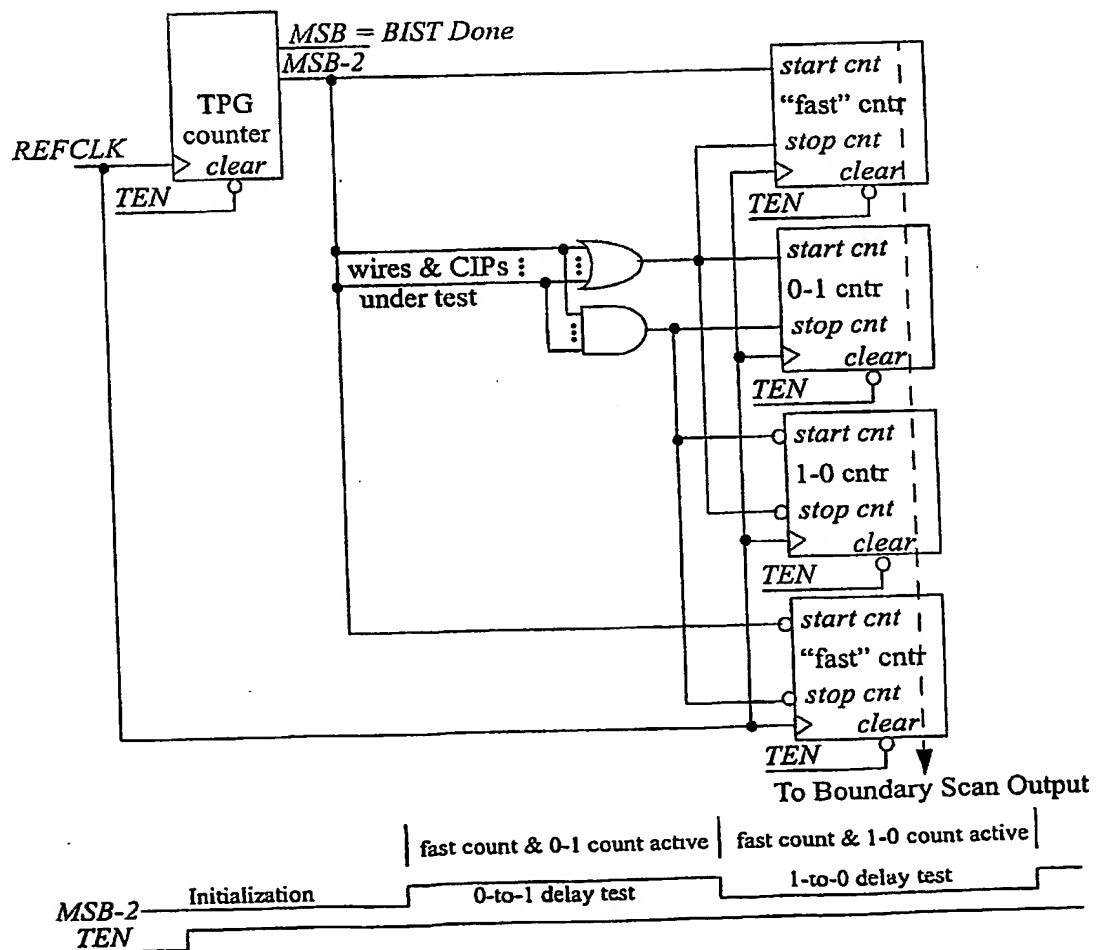 MSB = BIST Done
MSB-2
TPG
counter
clear
REFCLK
TEN
start cnt
"fast" cntr
stop cnt
clear
TEN
wires & CIPs
under test
start cnt
0-1 cntr
stop cnt
clear
TEN
start cnt
1-0 cntr
stop cnt
clear
TEN
start cnt
"fast" cntr
stop cnt
clear
TEN
To Boundary Scan Output
fast count & 0-1 count active
fast count & 1-0 count active
Initialization
0-to-1 delay test
1-to-0 delay test
MSB-2
TEN